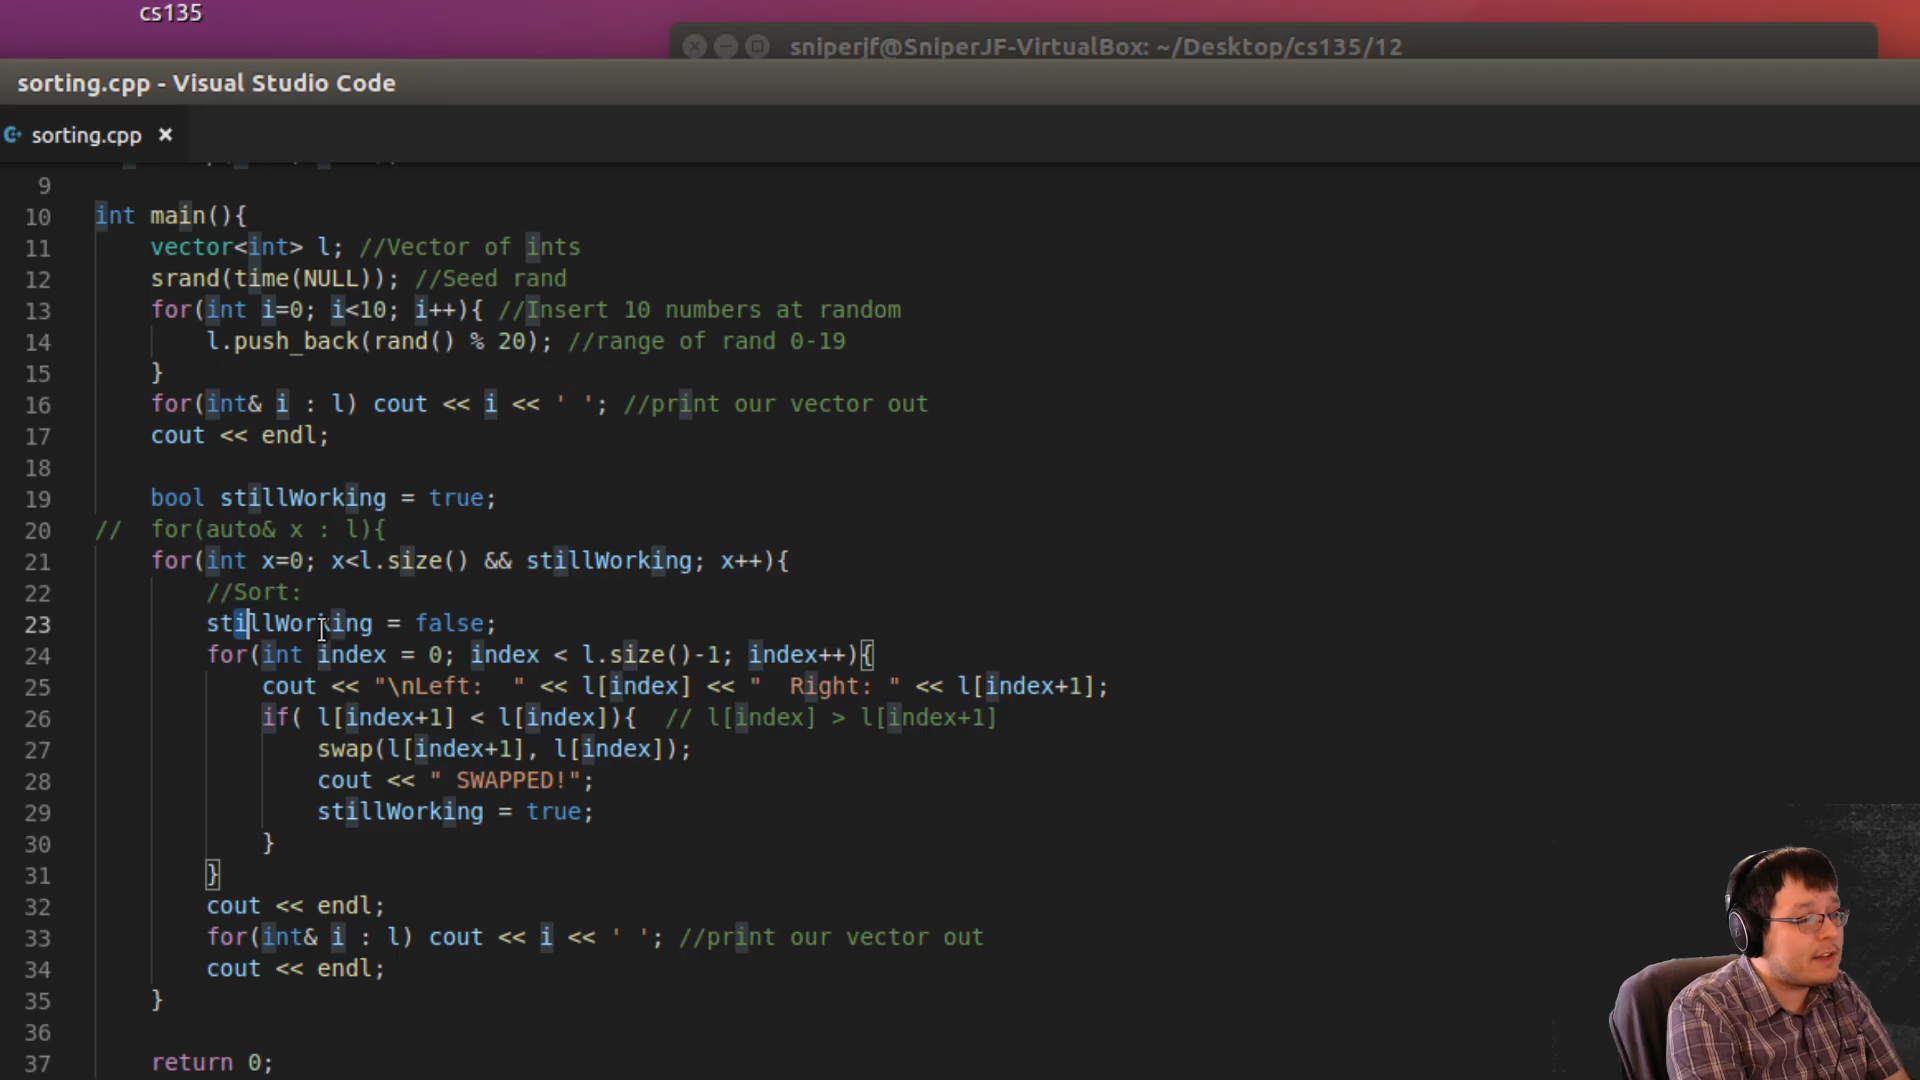 cs135
sniperjf@SniperJF-VirtualBox: ~/Desktop/cs135/12
sorting.cpp - Visual Studio Code
sorting.cpp ×
9
10 int main(){
11 vector<int> l; //Vector of ints
12 srand(time(NULL)); //Seed rand
13 for(int i=0; i<10; i++){ //Insert 10 numbers at random
14 l.push_back(rand() % 20); //range of rand 0-19
15 }
16 for(int& i : l) cout << i << ' '; //print our vector out
17 cout << endl;
18
19 bool stillWorking = true;
20 // for(auto& x : l){
21 for(int x=0; x<l.size() && stillWorking; x++){
22 //Sort:
23 stillWorking = false;
24 for(int index = 0; index < l.size()-1; index++){
25 cout << "\nLeft:  " << l[index] << "  Right: " << l[index+1];
26 if( l[index+1] < l[index]){  // l[index] > l[index+1]
27 swap(l[index+1], l[index]);
28 cout << " SWAPPED!";
29 stillWorking = true;
30 }
31 }
32 cout << endl;
33 for(int& i : l) cout << i << ' '; //print our vector out
34 cout << endl;
35 }
36
37 return 0;